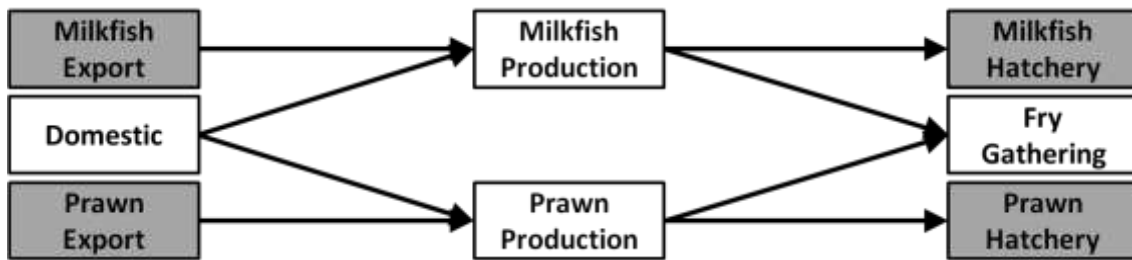 Milkfish
Export
Milkfish
Production
Milkfish
Hatchery
Domestic
Fry
Gathering
Prawn
Export
Prawn
Production
Prawn
Hatchery